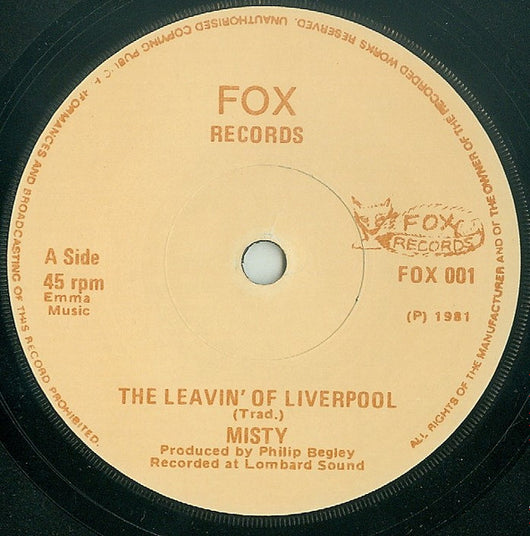 FOX
RECORDS
FOX
RECORDS
A Side
45 rpm
Emma
Music
FOX 001
(P) 1981
THE LEAVIN' OF LIVERPOOL
(Trad.)
MISTY
Produced by Philip Begley
Recorded at Lombard Sound
ALL RIGHTS OF THE MANUFACTURER AND OF THE OWNER OF THE RECORDED WORKS RESERVED. UNAUTHORISED COPYING AND BROADCASTING OF THIS RECORD PROHIBITED.